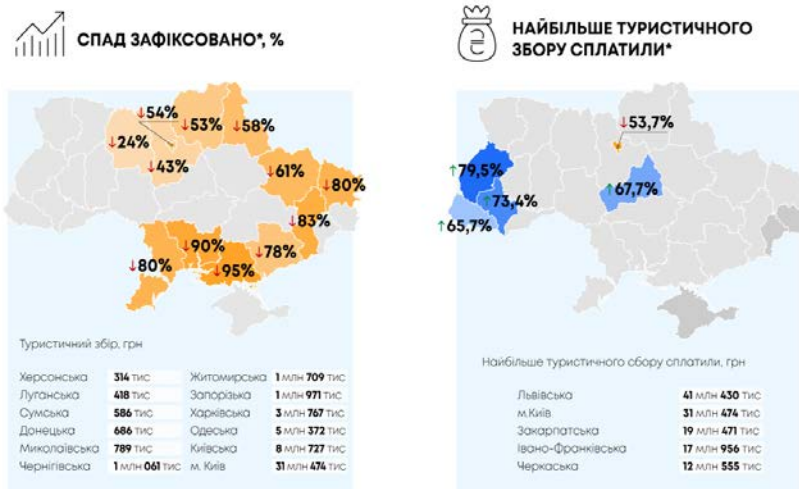 СПАД ЗАФІКСОВАНО*, %
↓54%
↓53%
↓58%
↓24%
↓43%
↓61%
↓80%
↓83%
↓90%
↓78%
↓80%
↓95%
Туристичний збір, грн
Херсонська 314 тис Житомирська 1 млн 709 тис
Луганська 418 тис Запорізька 1 млн 971 тис
Сумська 586 тис Харківська 3 млн 767 тис
Донецька 686 тис Одеська 5 млн 372 тис
Миколаївська 789 тис Київська 8 млн 727 тис
Чернігівська 1 млн 061 тис м. Київ 31 млн 474 тис
₴
НАЙБІЛЬШЕ ТУРИСТИЧНОГО
ЗБОРУ СПЛАТИЛИ*
↓53,7%
↑79,5%
↑73,4%
↑67,7%
↑65,7%
Найбільше туристичного сбору сплатили, грн
Львівська 41 млн 430 тис
м.Київ 31 млн 474 тис
Закарпатська 19 млн 471 тис
Івано-Франківська 17 млн 956 тис
Черкаська 12 млн 555 тис